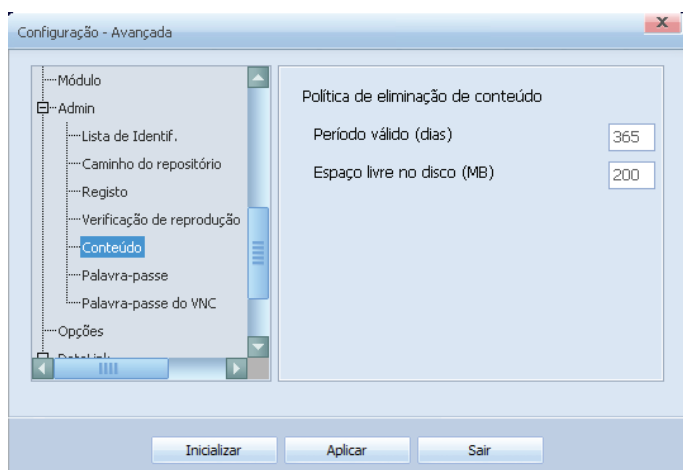 Configuração - Avançada
Módulo
Admin
Lista de Identif.
Caminho do repositório
Registo
Verificação de reprodução
Conteúdo
Palavra-passe
Palavra-passe do VNC
Opções
DataLink
Política de eliminação de conteúdo
Período válido (dias) 365
Espaço livre no disco (MB) 200
Inicializar Aplicar Sair